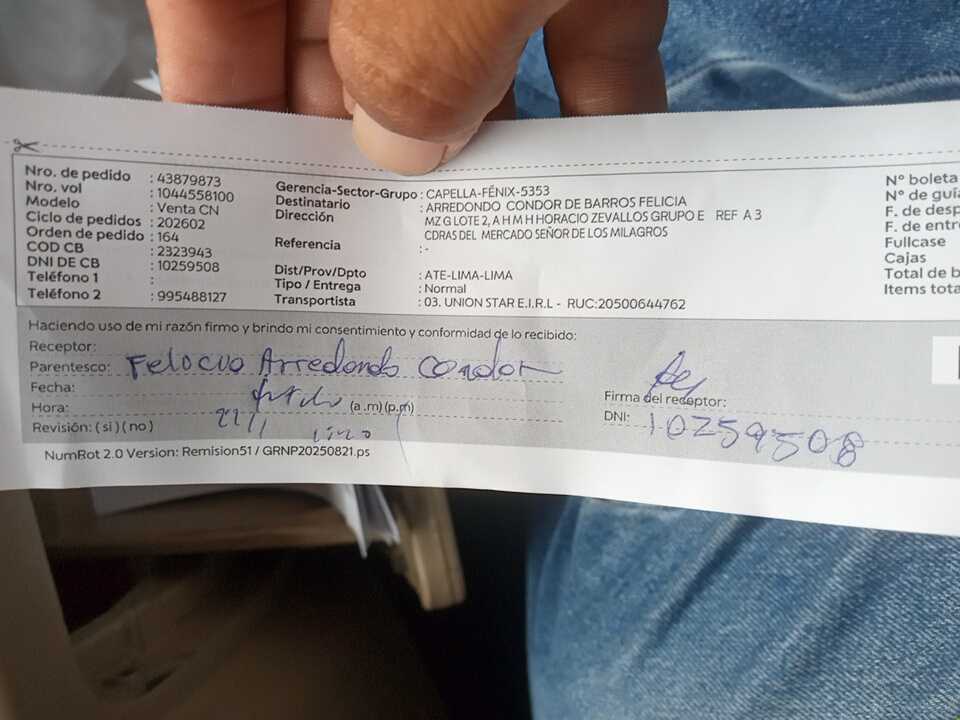 Nro. de pedido : 43879873
Nro. vol : 1044558100
Modelo : Venta CN
Ciclo de pedidos : 202602
Orden de pedido : 164
COD CB : 2323943
DNI DE CB : 10259508
Teléfono 1 :
Teléfono 2 : 995488127
Gerencia-Sector-Grupo : CAPELLA-FÉNIX-5353
Destinatario : ARREDONDO CONDOR DE BARROS FELICIA
Dirección MZ G LOTE 2, A H M H HORACIO ZEVALLOS GRUPO E REF A 3
CDRAS DEL MERCADO SEÑOR DE LOS MILAGROS
Referencia : -
Dist/Prov/Dpto : ATE-LIMA-LIMA
Tipo / Entrega : Normal
Transportista : 03. UNION STAR E.I.R.L - RUC:20500644762
N° boleta
N° de guía
F. de desp
F. de entre
Fullcase
Cajas
Total de b
Items tota
Haciendo uso de mi razón firmo y brindo mi consentimiento y conformidad de lo recibido:
Receptor:
Parentesco: Arredondo Condor
Fecha:
Hora: (a .m) (p.m)
Revisión: ( si ) ( no )
Firma del receptor:
DNI: 10259508
NumRot 2.0 Version: Remision51 / GRNP20250821.ps